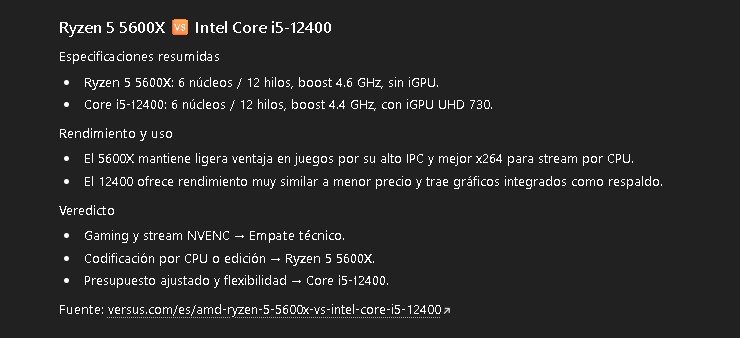 Ryzen 5 5600X 🆚 Intel Core i5-12400
Especificaciones resumidas
• Ryzen 5 5600X: 6 núcleos / 12 hilos, boost 4.6 GHz, sin iGPU.
• Core i5-12400: 6 núcleos / 12 hilos, boost 4.4 GHz, con iGPU UHD 730.
Rendimiento y uso
• El 5600X mantiene ligera ventaja en juegos por su alto IPC y mejor x264 para stream por CPU.
• El 12400 ofrece rendimiento muy similar a menor precio y trae gráficos integrados como respaldo.
Veredicto
• Gaming y stream NVENC → Empate técnico.
• Codificación por CPU o edición → Ryzen 5 5600X.
• Presupuesto ajustado y flexibilidad → Core i5-12400.
Fuente: versus.com/es/amd-ryzen-5-5600x-vs-intel-core-i5-12400↗